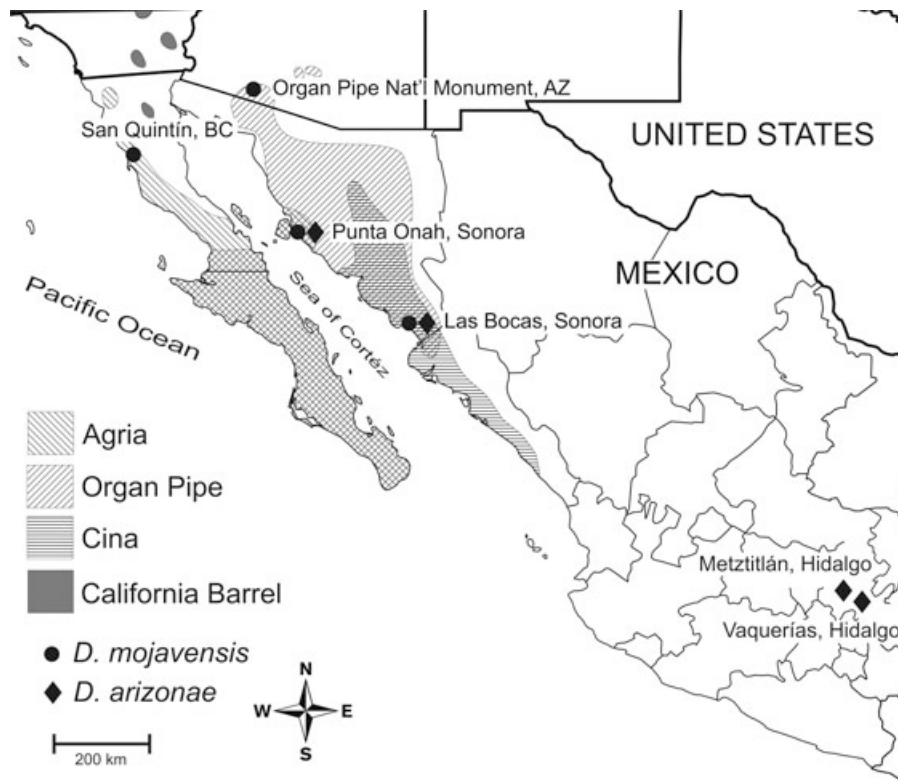 Organ Pipe Nat'l Monument, AZ
San Quintín, BC
UNITED STATES
Punta Onah, Sonora
MEXICO
Pacific Ocean
Sea of Cortéz
Las Bocas, Sonora
Agria
Organ Pipe
Cina
California Barrel
Metztitlán, Hidalgo
Vaquerías, Hidalgo
D. mojavensis
D. arizonae
N
W
E
S
200 km